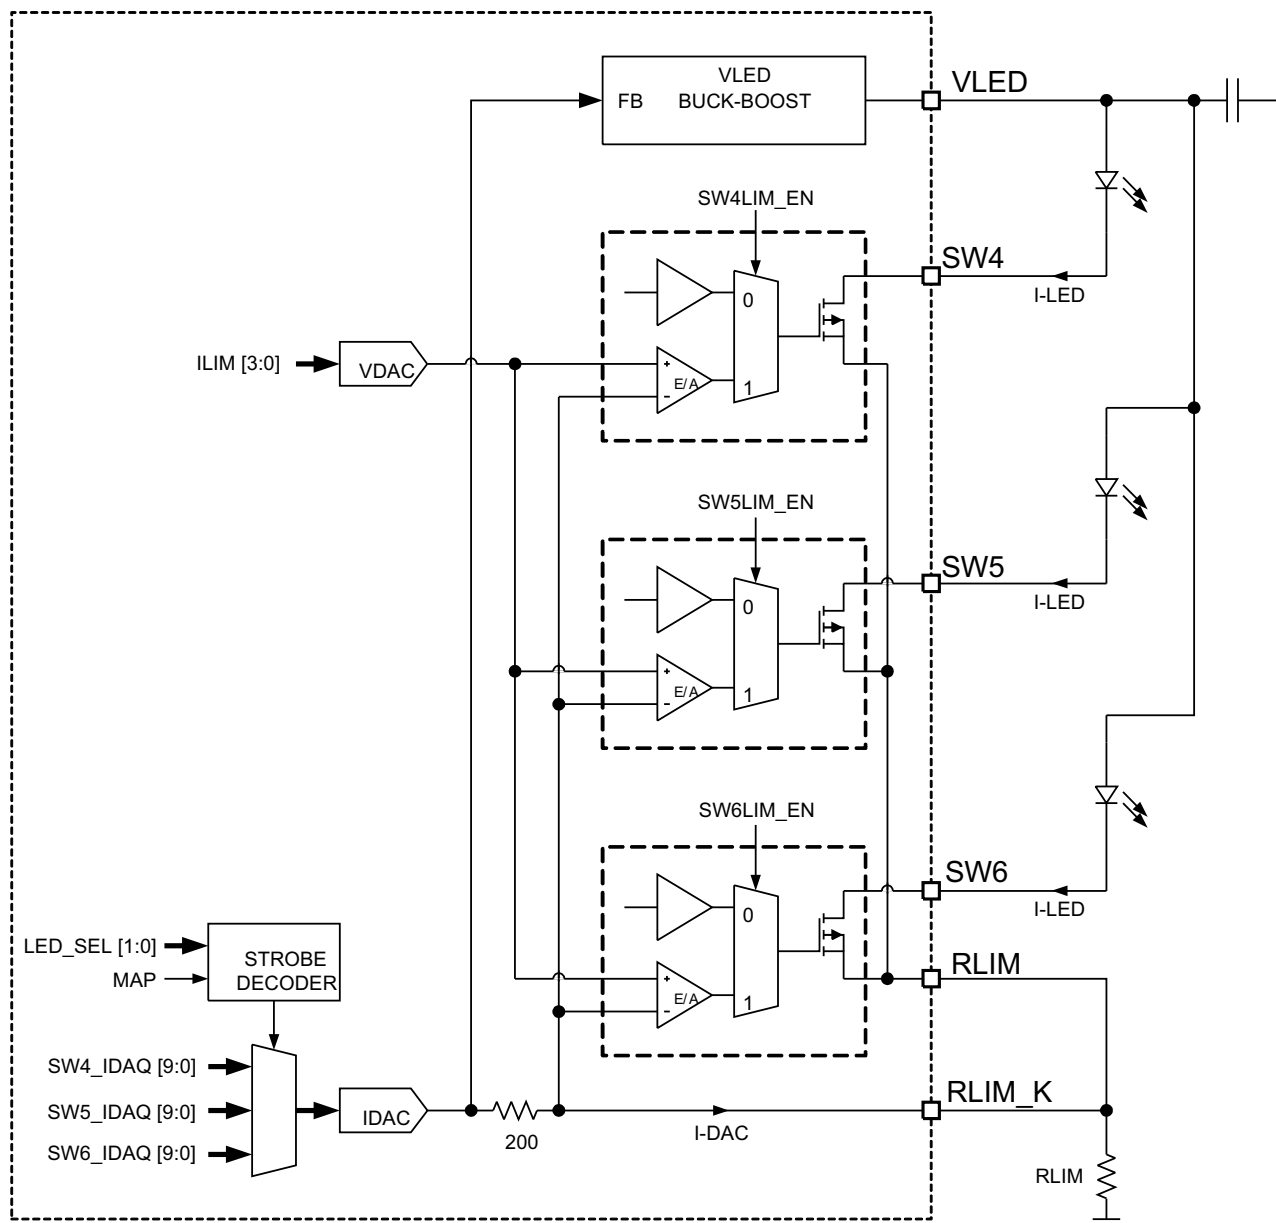 VLED
VLED
FB
BUCK-BOOST
SW4LIM_EN
SW4
0
I-LED
ILIM [3:0]
VDAC
+
E/A
1
-
SW5LIM_EN
SW5
0
I-LED
+
E/A
1
-
SW6LIM_EN
SW6
0
I-LED
LED_SEL [1:0]
STROBE
RLIM
MAP
DECODER
+
E/A
1
-
SW4_IDAQ [9:0]
RLIM_K
SW5_IDAQ [9:0]
IDAC
I-DAC
200
SW6_IDAQ [9:0]
RLIM